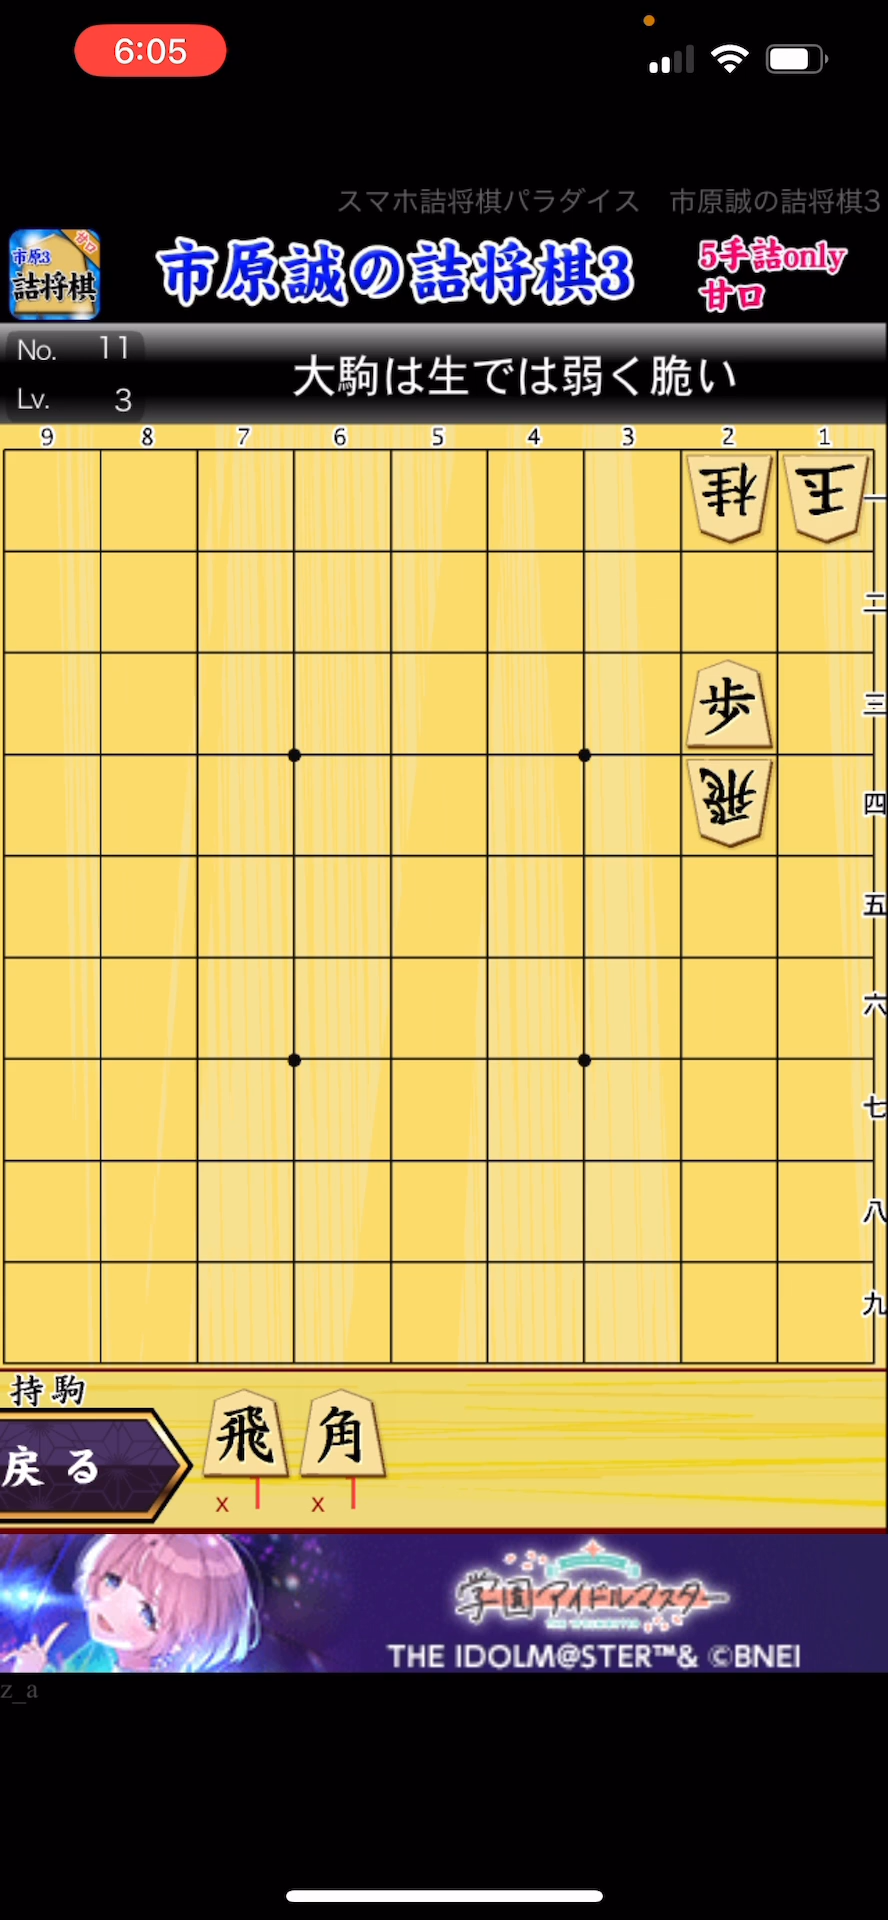 6:05
スマホ詰将棋パラダイス　市原誠の詰将棋3
市原3
甘口
詰将棋
市原誠の詰将棋3
5手詰only
甘口
No. 11
Lv. 3
大駒は生では弱く脆い
9 8 7 6 5 4 3 2 1
桂 玉 一
二
歩 三
飛 四
五
六
七
八
九
持駒
戻る
飛 角
x 1 x 1
学園アイドルマスター
THE IDOLM@STER™& ©BNEI
z_a